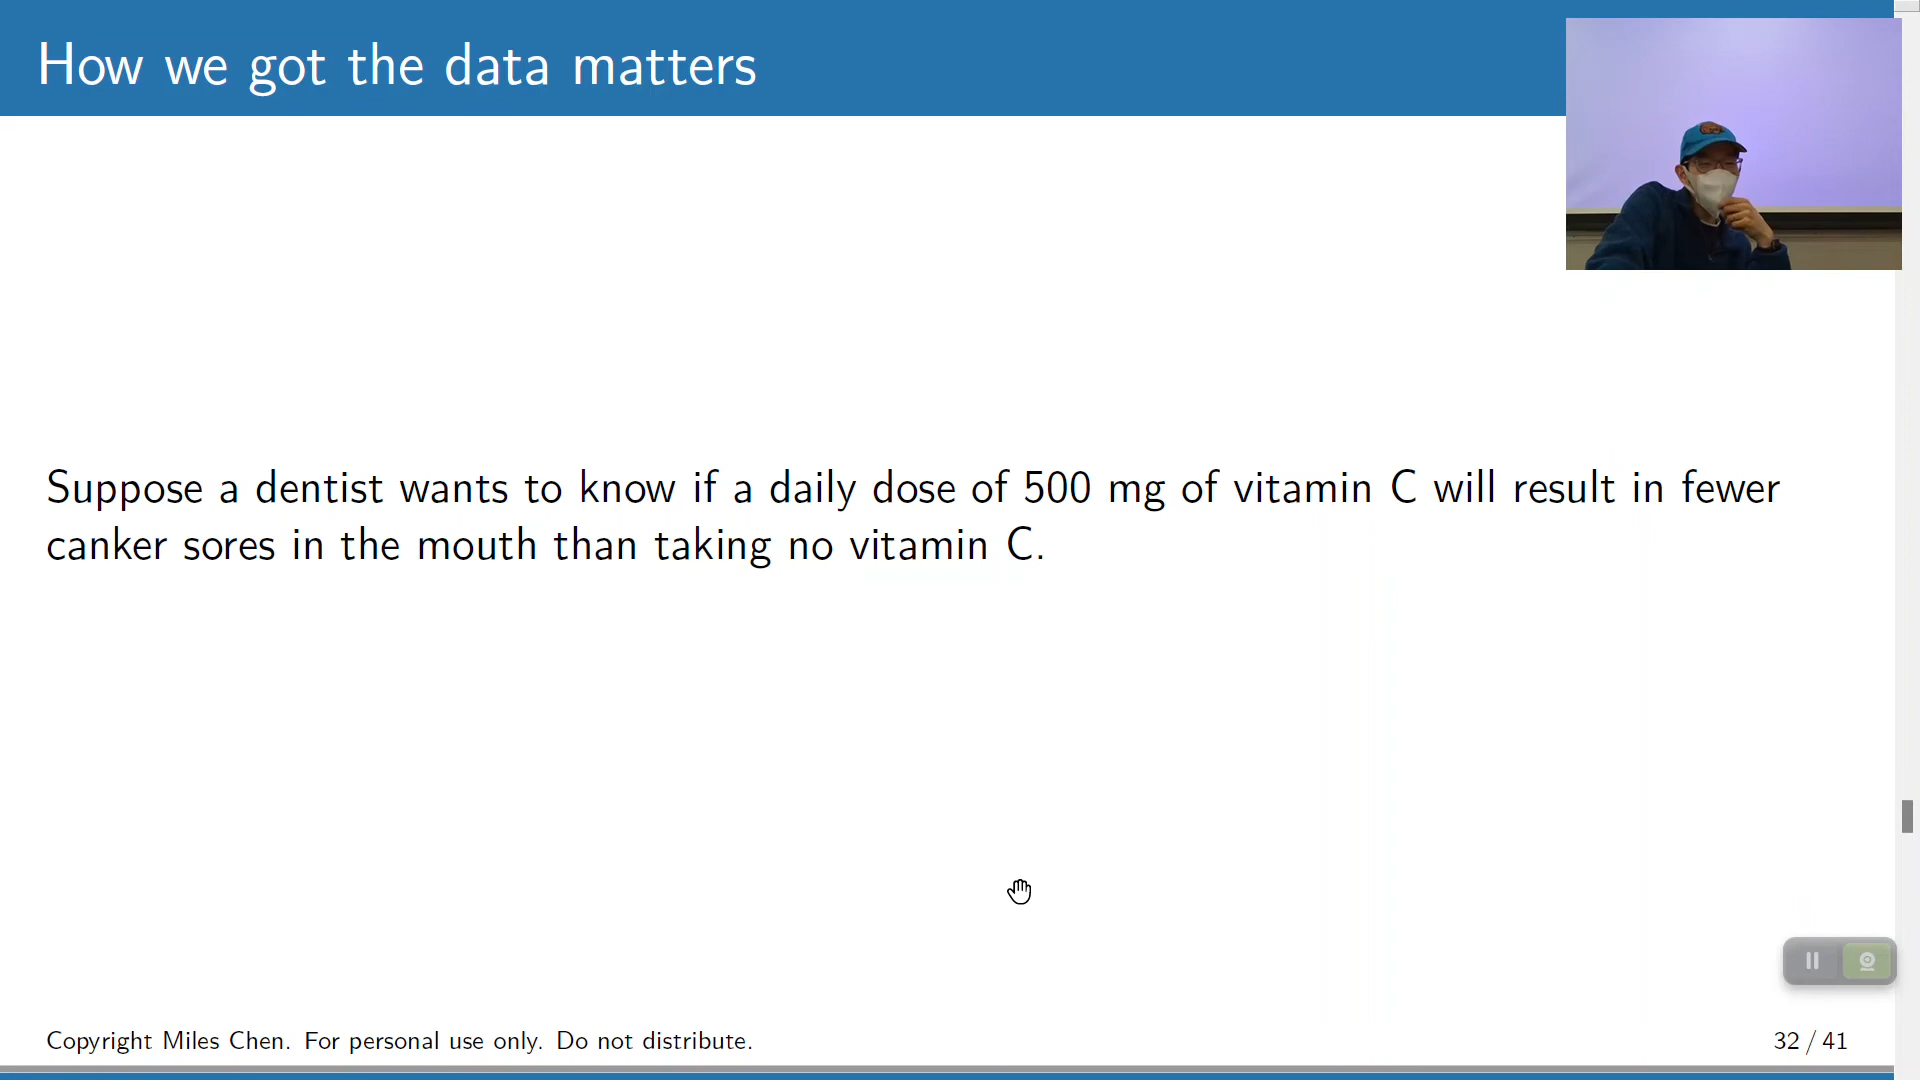 How we got the data matters
Suppose a dentist wants to know if a daily dose of 500 mg of vitamin C will result in fewer
canker sores in the mouth than taking no vitamin C.
Copyright Miles Chen. For personal use only. Do not distribute.
32 / 41